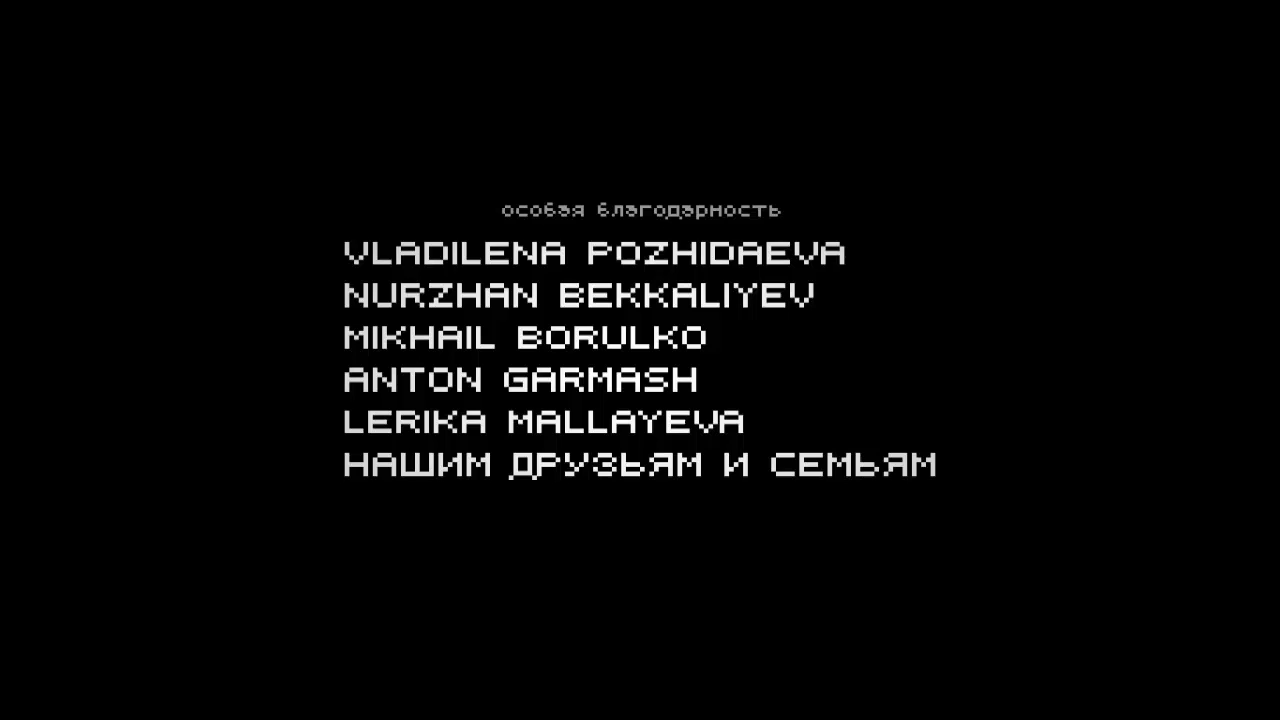 особая благодарность
VLADILENA POZHIDAEVA
NURZHAN BEKKALIYEV
MIKHAIL BORULKO
ANTON GARMASH
LERIKA MALLAYEVA
НАШИМ ДРУЗЬЯМ И СЕМЬЯМ